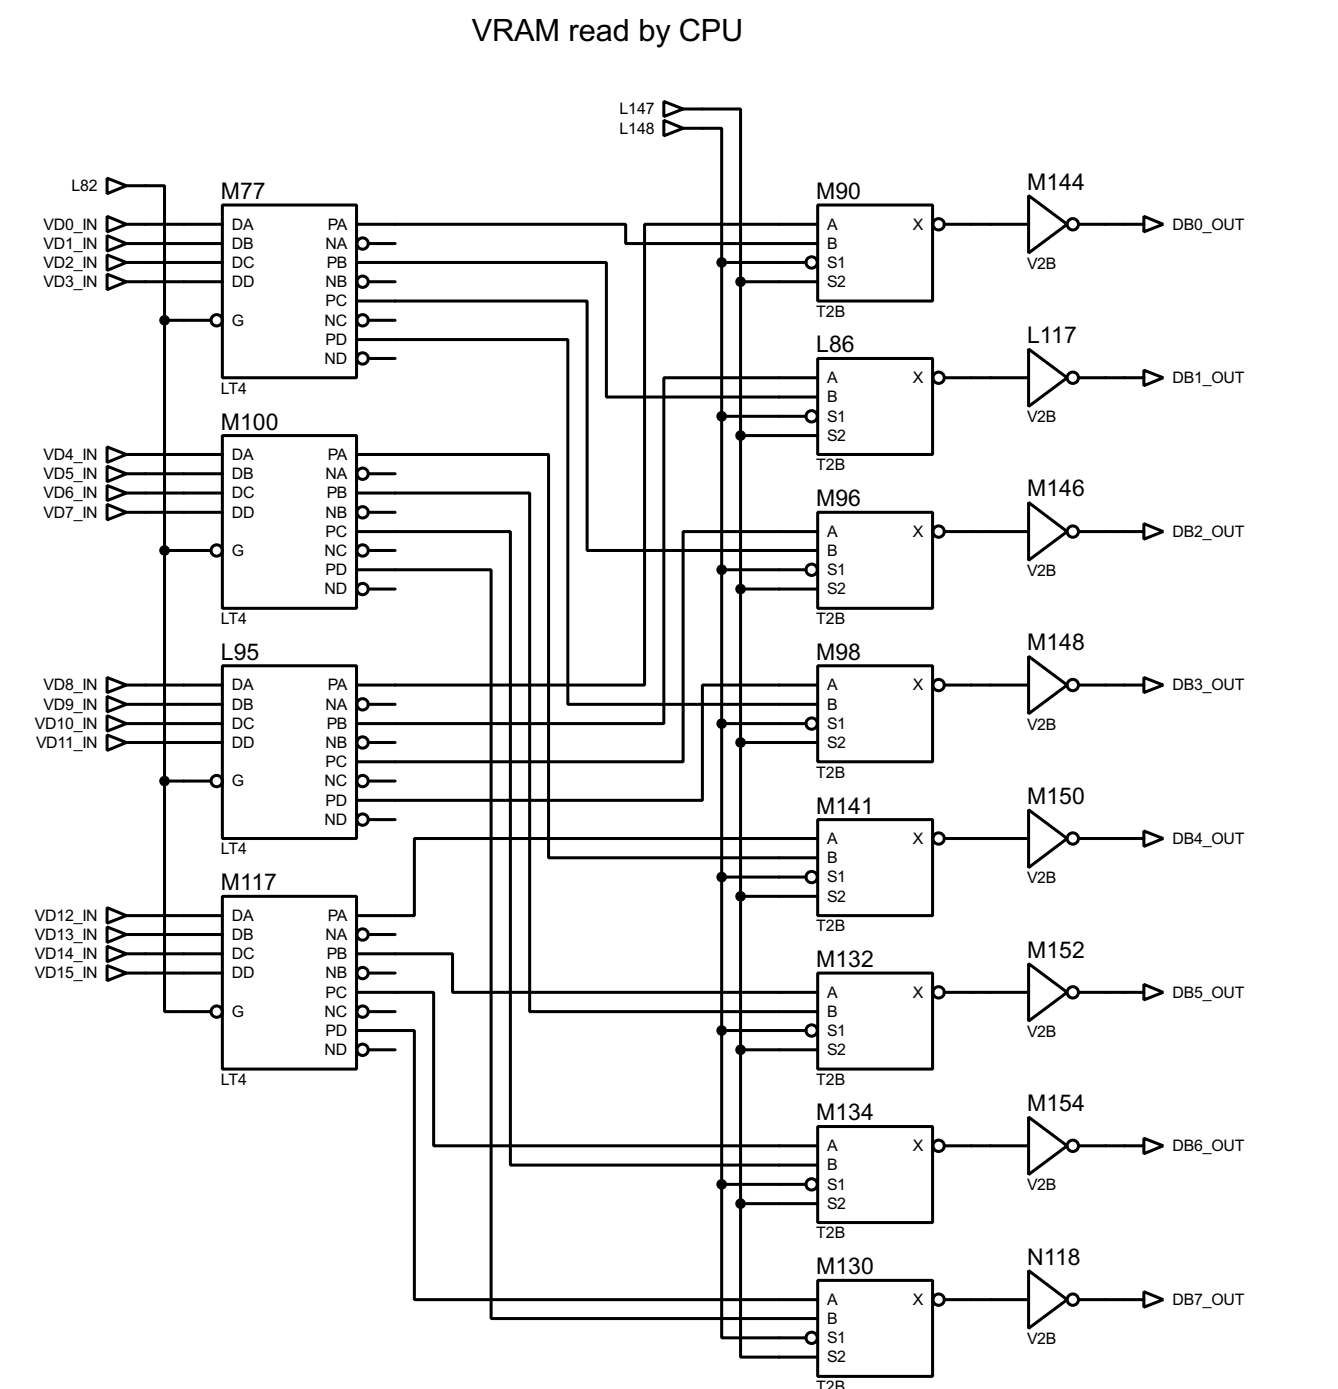 VRAM read by CPU
L147
L148
L82
VD0_IN
VD1_IN
VD2_IN
VD3_IN
M77
DA
DB
DC
DD
G
PA
NA
PB
NB
PC
NC
PD
ND
LT4
VD4_IN
VD5_IN
VD6_IN
VD7_IN
M100
DA
DB
DC
DD
G
PA
NA
PB
NB
PC
NC
PD
ND
LT4
VD8_IN
VD9_IN
VD10_IN
VD11_IN
L95
DA
DB
DC
DD
G
PA
NA
PB
NB
PC
NC
PD
ND
LT4
VD12_IN
VD13_IN
VD14_IN
VD15_IN
M117
DA
DB
DC
DD
G
PA
NA
PB
NB
PC
NC
PD
ND
LT4
M90
A X
B
S1
S2
T2B
M144
V2B
DB0_OUT
L86
A X
B
S1
S2
T2B
L117
V2B
DB1_OUT
M96
A X
B
S1
S2
T2B
M146
V2B
DB2_OUT
M98
A X
B
S1
S2
T2B
M148
V2B
DB3_OUT
M141
A X
B
S1
S2
T2B
M150
V2B
DB4_OUT
M132
A X
B
S1
S2
T2B
M152
V2B
DB5_OUT
M134
A X
B
S1
S2
T2B
M154
V2B
DB6_OUT
M130
A X
B
S1
S2
T2B
N118
V2B
DB7_OUT